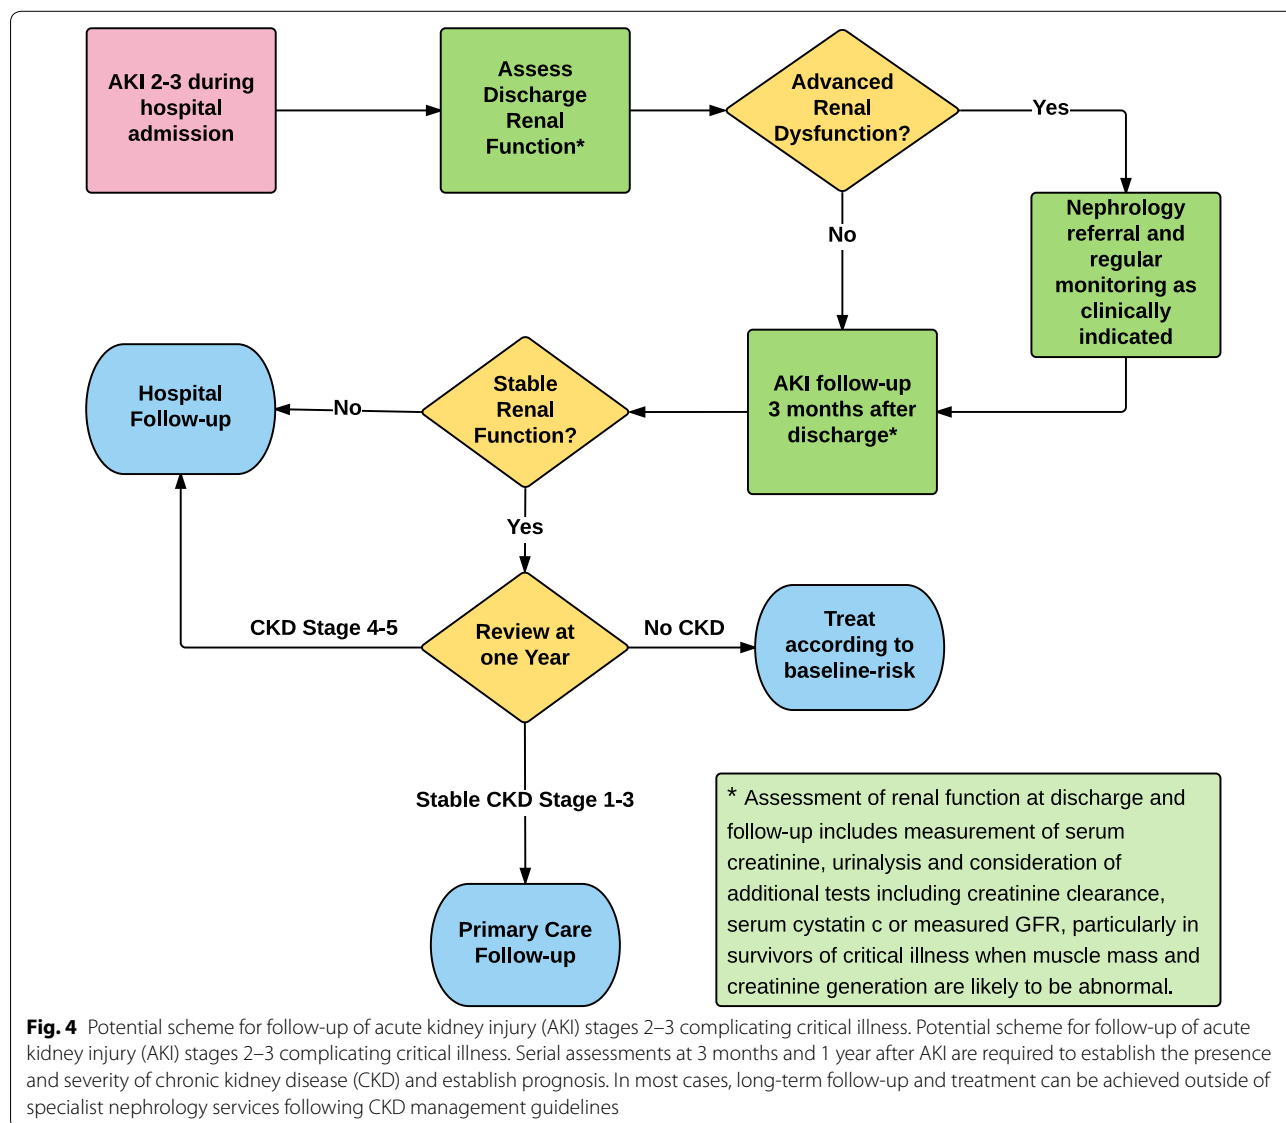 AKI 2-3 during
hospital
admission
Assess
Discharge
Renal
Function*
Advanced
Renal
Dysfunction?
Yes
No
Nephrology
referral and
regular
monitoring as
clinically
indicated
AKI follow-up
3 months after
discharge*
Stable
Renal
Function?
No
Hospital
Follow-up
Yes
Review at
one Year
CKD Stage 4-5
No CKD
Treat
according to
baseline-risk
Stable CKD Stage 1-3
Primary Care
Follow-up
* Assessment of renal function at discharge and
follow-up includes measurement of serum
creatinine, urinalysis and consideration of
additional tests including creatinine clearance,
serum cystatin c or measured GFR, particularly in
survivors of critical illness when muscle mass and
creatinine generation are likely to be abnormal.
Fig. 4 Potential scheme for follow-up of acute kidney injury (AKI) stages 2–3 complicating critical illness. Potential scheme for follow-up of acute
kidney injury (AKI) stages 2–3 complicating critical illness. Serial assessments at 3 months and 1 year after AKI are required to establish the presence
and severity of chronic kidney disease (CKD) and establish prognosis. In most cases, long-term follow-up and treatment can be achieved outside of
specialist nephrology services following CKD management guidelines